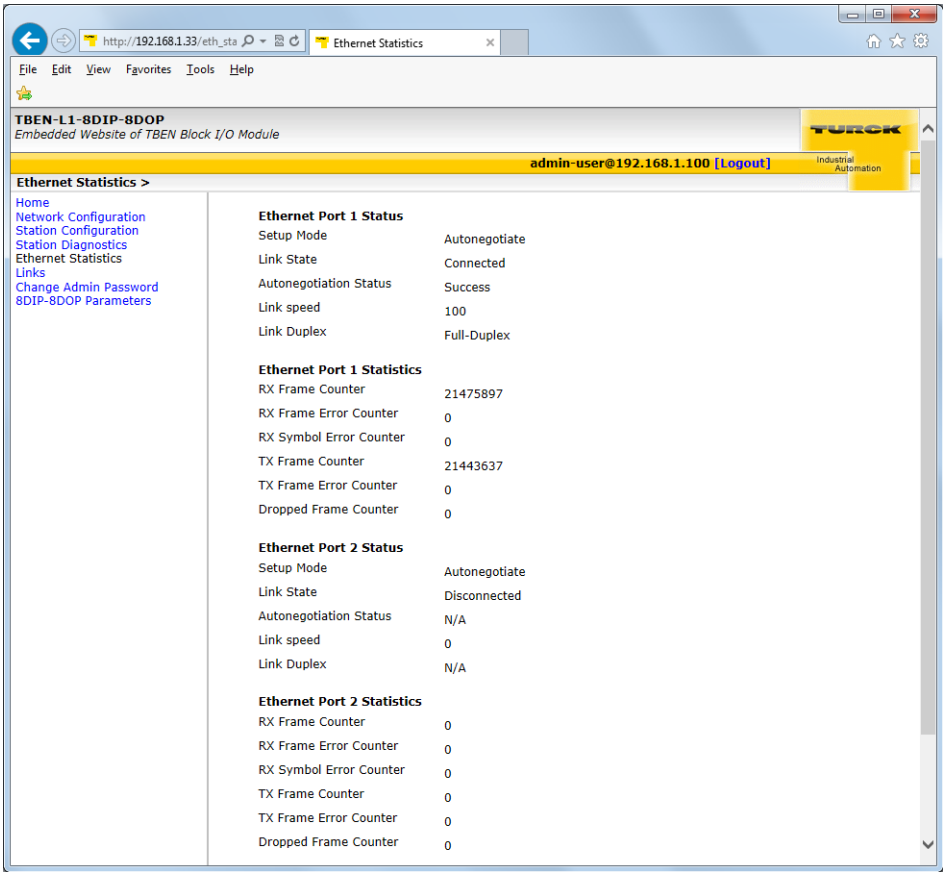 http://192.168.1.33/eth_sta
Ethernet Statistics
File Edit View Favorites Tools Help
TBEN-L1-8DIP-8DOP
Embedded Website of TBEN Block I/O Module
TURCK
Industrial
Automation
admin-user@192.168.1.100 [Logout]
Ethernet Statistics >
Home
Network Configuration
Station Configuration
Station Diagnostics
Ethernet Statistics
Links
Change Admin Password
8DIP-8DOP Parameters
Ethernet Port 1 Status
Setup Mode Autonegotiate
Link State Connected
Autonegotiation Status Success
Link speed 100
Link Duplex Full-Duplex
Ethernet Port 1 Statistics
RX Frame Counter 21475897
RX Frame Error Counter 0
RX Symbol Error Counter 0
TX Frame Counter 21443637
TX Frame Error Counter 0
Dropped Frame Counter 0
Ethernet Port 2 Status
Setup Mode Autonegotiate
Link State Disconnected
Autonegotiation Status N/A
Link speed 0
Link Duplex N/A
Ethernet Port 2 Statistics
RX Frame Counter 0
RX Frame Error Counter 0
RX Symbol Error Counter 0
TX Frame Counter 0
TX Frame Error Counter 0
Dropped Frame Counter 0